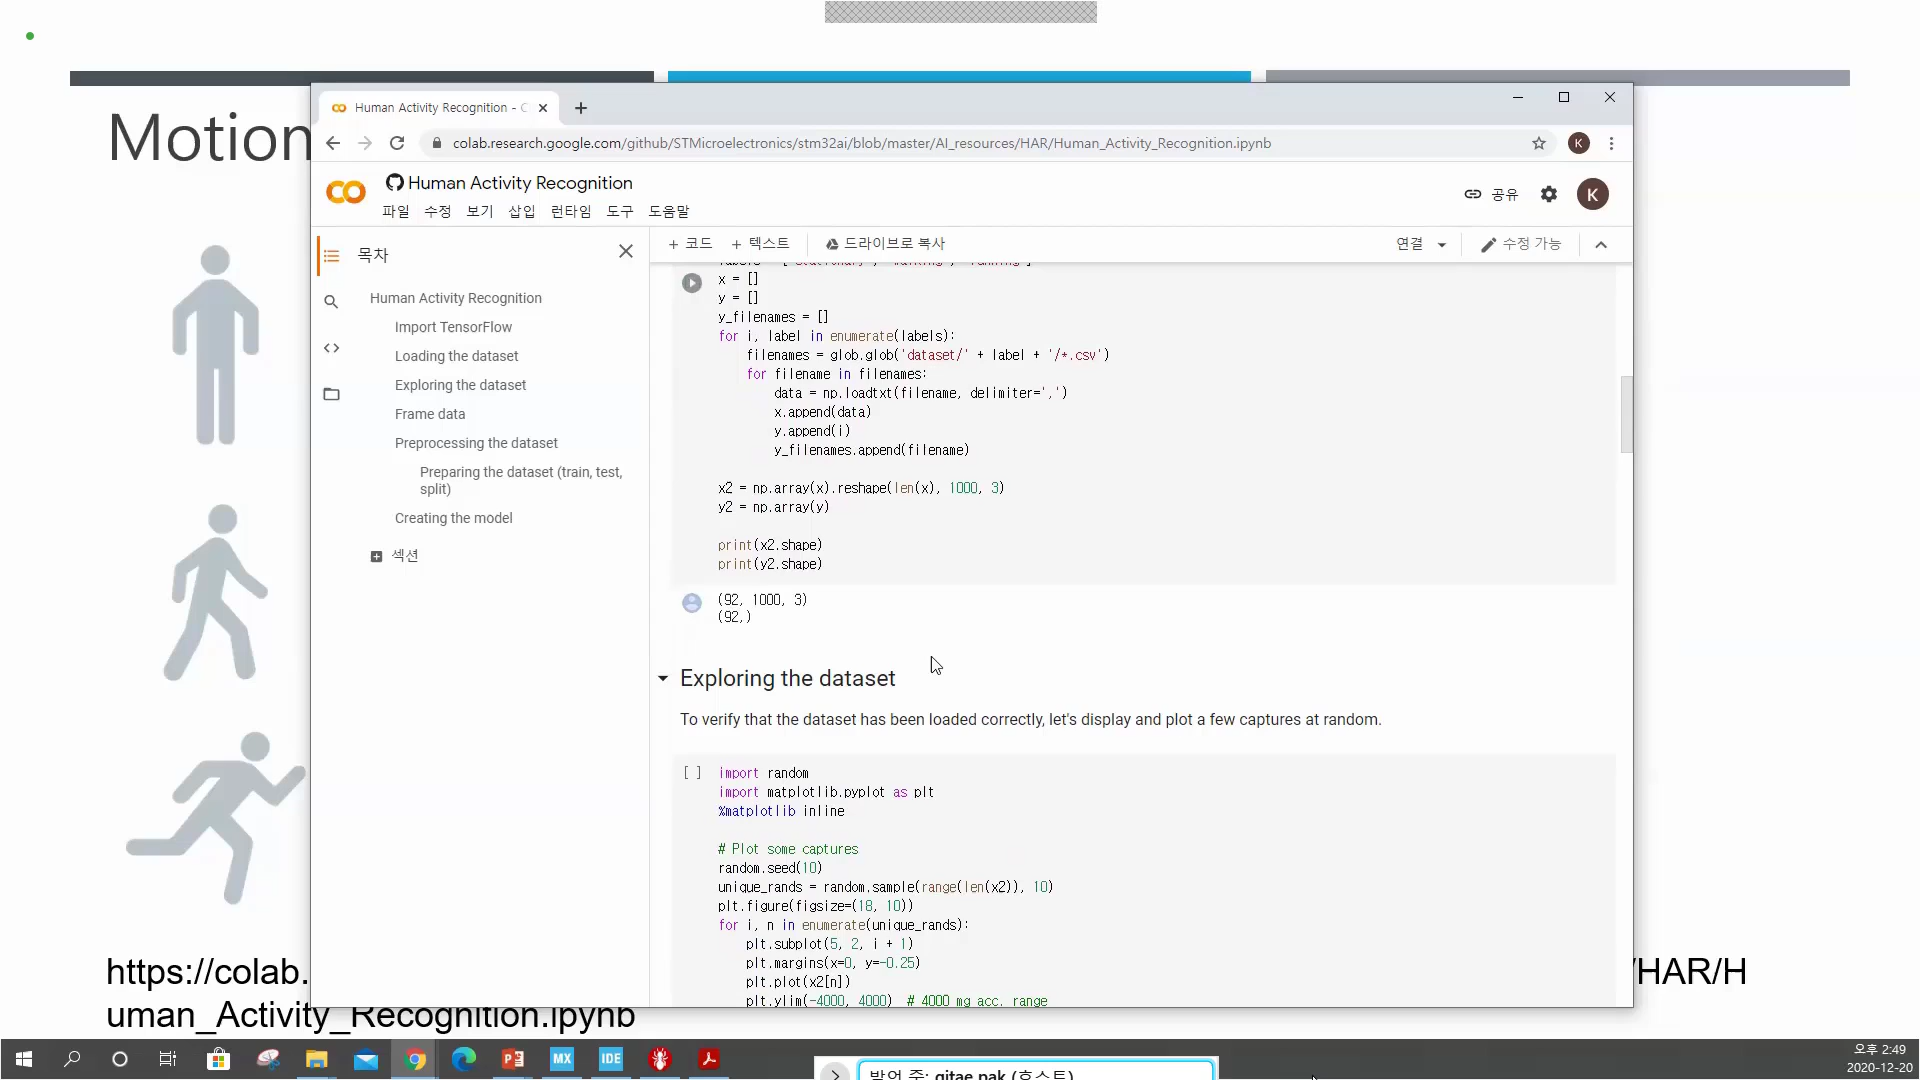 Motion
Human Activity Recognition - C
colab.research.google.com/github/STMicroelectronics/stm32ai/blob/master/AI_resources/HAR/Human_Activity_Recognition.ipynb
K
Human Activity Recognition
파일 수정 보기 삽입 런타임 도구 도움말
공유
K
목차
+ 코드 + 텍스트 드라이브로 복사
연결
수정 가능
Human Activity Recognition
Import TensorFlow
Loading the dataset
Exploring the dataset
Frame data
Preprocessing the dataset
Preparing the dataset (train, test,
split)
Creating the model
섹션
x = []
y = []
y_filenames = []
for i, label in enumerate(labels):
filenames = glob.glob('dataset/' + label + '/*.csv')
for filename in filenames:
data = np.loadtxt(filename, delimiter=',')
x.append(data)
y.append(i)
y_filenames.append(filename)
x2 = np.array(x).reshape(len(x), 1000, 3)
y2 = np.array(y)
print(x2.shape)
print(y2.shape)
(92, 1000, 3)
(92,)
Exploring the dataset
To verify that the dataset has been loaded correctly, let's display and plot a few captures at random.
[ ]
import random
import matplotlib.pyplot as plt
%matplotlib inline
# Plot some captures
random.seed(10)
unique_rands = random.sample(range(len(x2)), 10)
plt.figure(figsize=(18, 10))
for i, n in enumerate(unique_rands):
plt.subplot(5, 2, i + 1)
plt.margins(x=0, y=-0.25)
plt.plot(x2[n])
plt.ylim(-4000, 4000) # 4000 mg acc. range
https://colab. /HAR/H
uman_Activity_Recognition.ipynb
MX
IDE
발언 중: gitae pak (호스트)
오후 2:49
2020-12-20